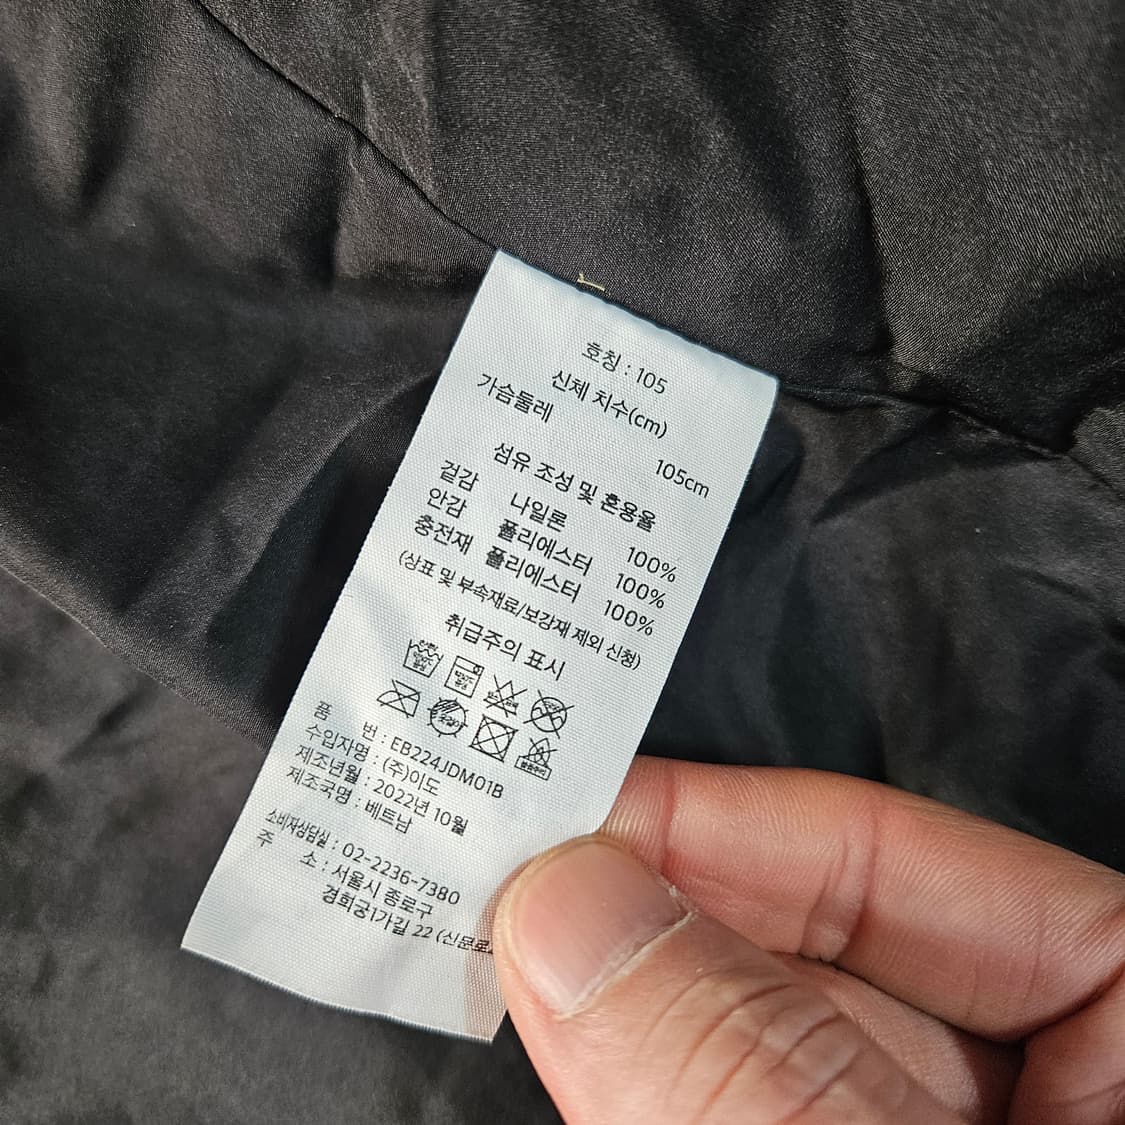 호칭 : 105
신체 치수(cm)
가슴둘레 105cm
섬유 조성 및 혼용율
겉감 나일론 100%
안감 폴리에스터 100%
충전재 폴리에스터 100%
(상표 및 부속재료/보강재 제외 신청)
취급주의 표시
품 번 : EB224JDM01B
수입자명 : (주)이도
제조년월 : 2022년 10월
제조국명 : 베트남
소비자상담실 : 02-2236-7380
주 소 : 서울시 종로구
경희궁1가길 22 (신문로